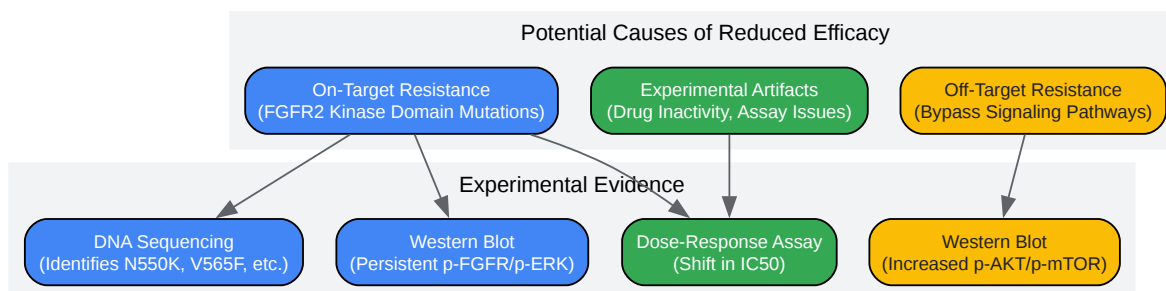 Potential Causes of Reduced Efficacy
On-Target Resistance
(FGFR2 Kinase Domain Mutations)
Experimental Artifacts
(Drug Inactivity, Assay Issues)
Off-Target Resistance
(Bypass Signaling Pathways)
Experimental Evidence
DNA Sequencing
(Identifies N550K, V565F, etc.)
Western Blot
(Persistent p-FGFR/p-ERK)
Dose-Response Assay
(Shift in IC50)
Western Blot
(Increased p-AKT/p-mTOR)